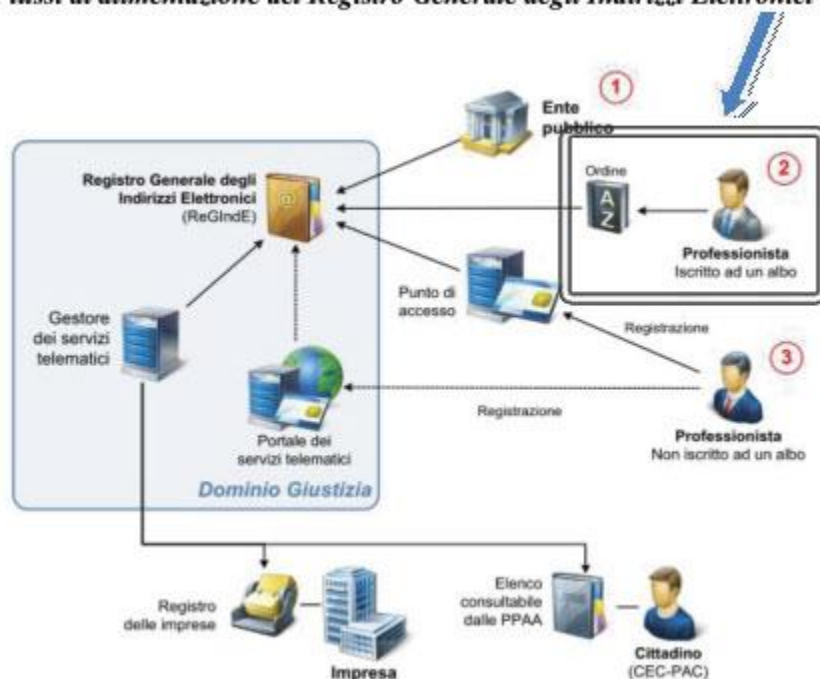 di alimentazione del Registro Generale degli Indirizzi Elettronici
1
Ente
pubblico
Registro Generale degli
Indirizzi Elettronici
(ReGIndE)
Ordine
A
Z
2
Professionista
Iscritto ad un albo
Punto di
accesso
Gestore
dei servizi
telematici
Registrazione
3
Registrazione
Professionista
Non iscritto ad un albo
Portale dei
servizi telematici
Dominio Giustizia
Registro
delle imprese
Impresa
Elenco
consultabile
dalle PPAA
Cittadino
(CEC-PAC)